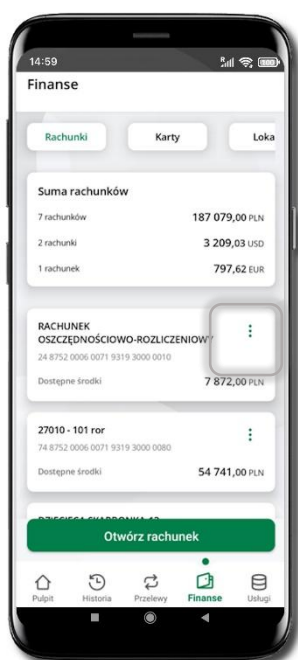 14:59
Finanse
Rachunki Karty Loka
Suma rachunków
7 rachunków 187 079,00 PLN
2 rachunki 3 209,03 USD
1 rachunek 797,62 EUR
RACHUNEK
OSZCZĘDNOŚCIOWO-ROZLICZENIOWY
24 8752 0006 0071 9319 3000 0010
Dostępne środki 7 872,00 PLN
27010 - 101 ror
74 8752 0006 0071 9319 3000 0080
Dostępne środki 54 741,00 PLN
Otwórz rachunek
Pulpit Historia Przelewy Finanse Usługi